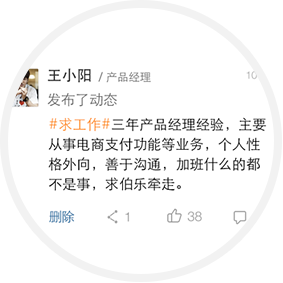 王小阳 / 产品经理 10
发布了动态
#求工作#三年产品经理经验，主要
从事电商支付功能等业务，个人性
格外向，善于沟通，加班什么的都
不是事，求伯乐牵走。
删除 1 38